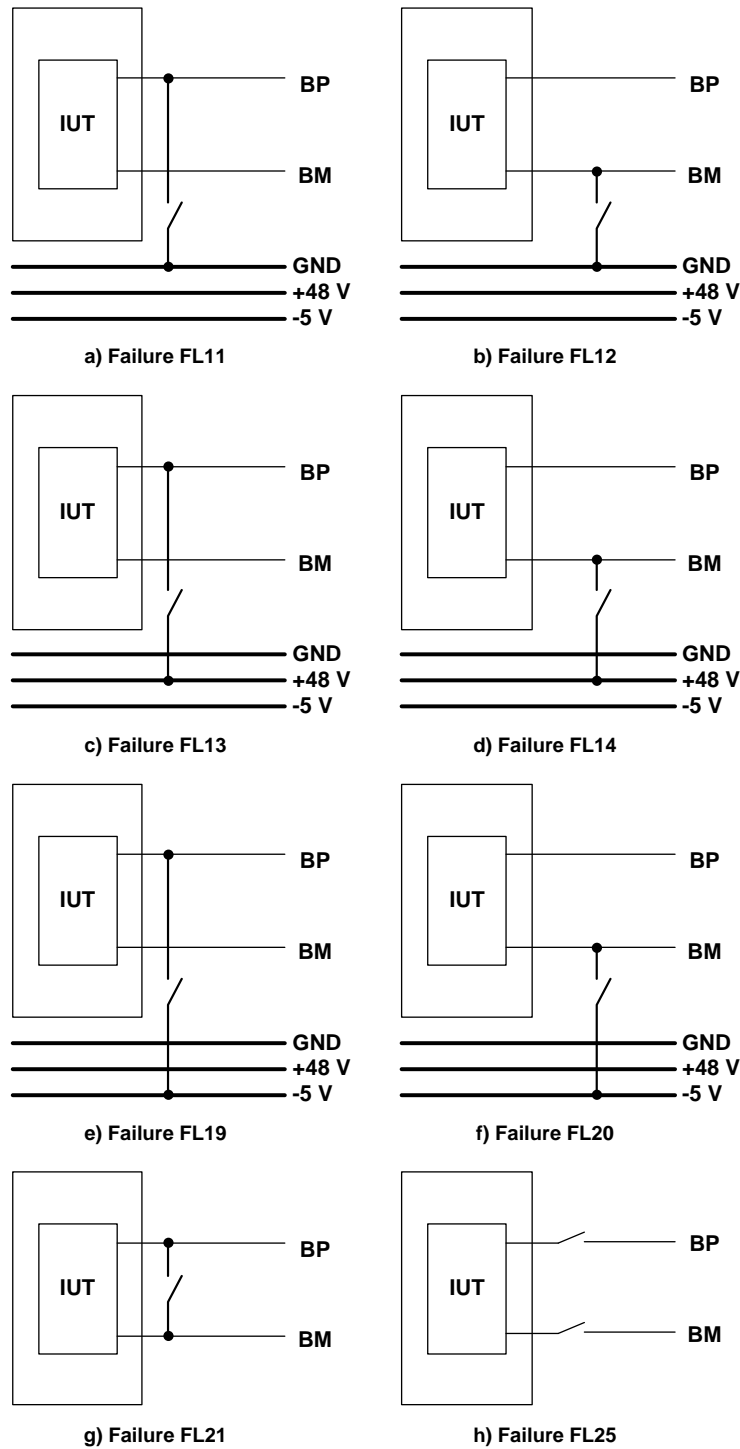 BP
IUT
BM
GND
+48 V
-5 V
a) Failure FL11
BP
IUT
BM
GND
+48 V
-5 V
b) Failure FL12
BP
IUT
BM
GND
+48 V
-5 V
c) Failure FL13
BP
IUT
BM
GND
+48 V
-5 V
d) Failure FL14
BP
IUT
BM
GND
+48 V
-5 V
e) Failure FL19
BP
IUT
BM
GND
+48 V
-5 V
f) Failure FL20
BP
IUT
BM
g) Failure FL21
BP
IUT
BM
h) Failure FL25